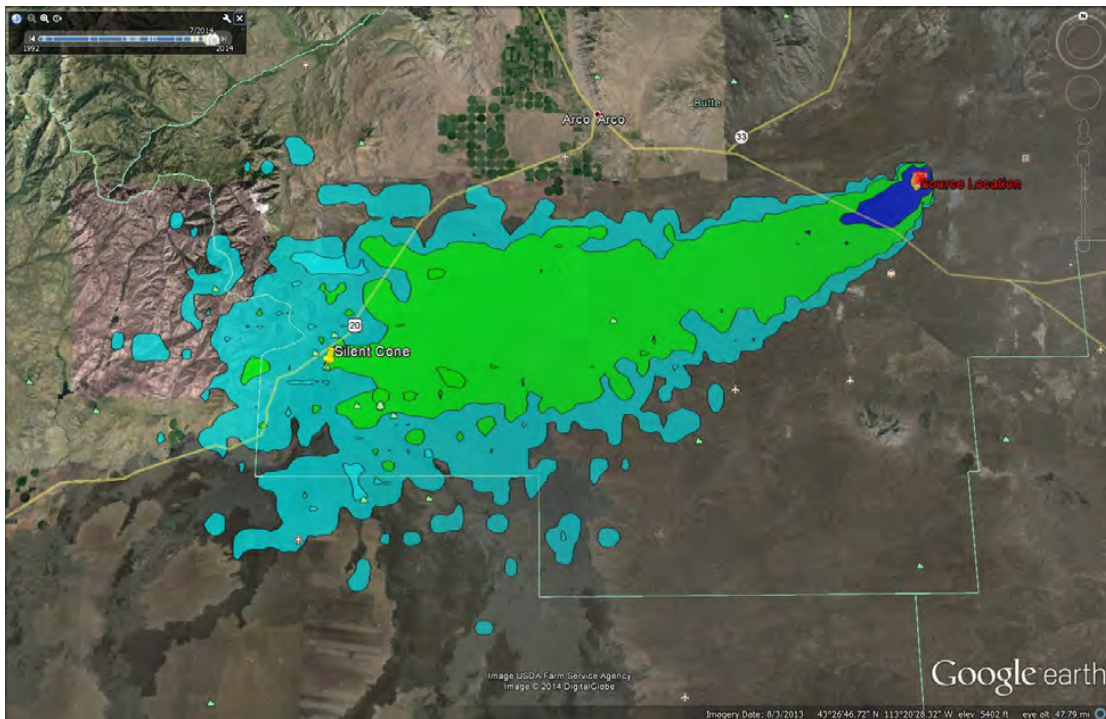 7/2014
1992
2014
N
Butte
Arco Arco
33
Source Location
20
Silent Cone
Image USDA Farm Service Agency
Image © 2014 DigitalGlobe
Google earth
Imagery Date: 8/3/2013 43°26'46.72" N 113°20'28.32" W elev 5402 ft eye alt 47.79 mi